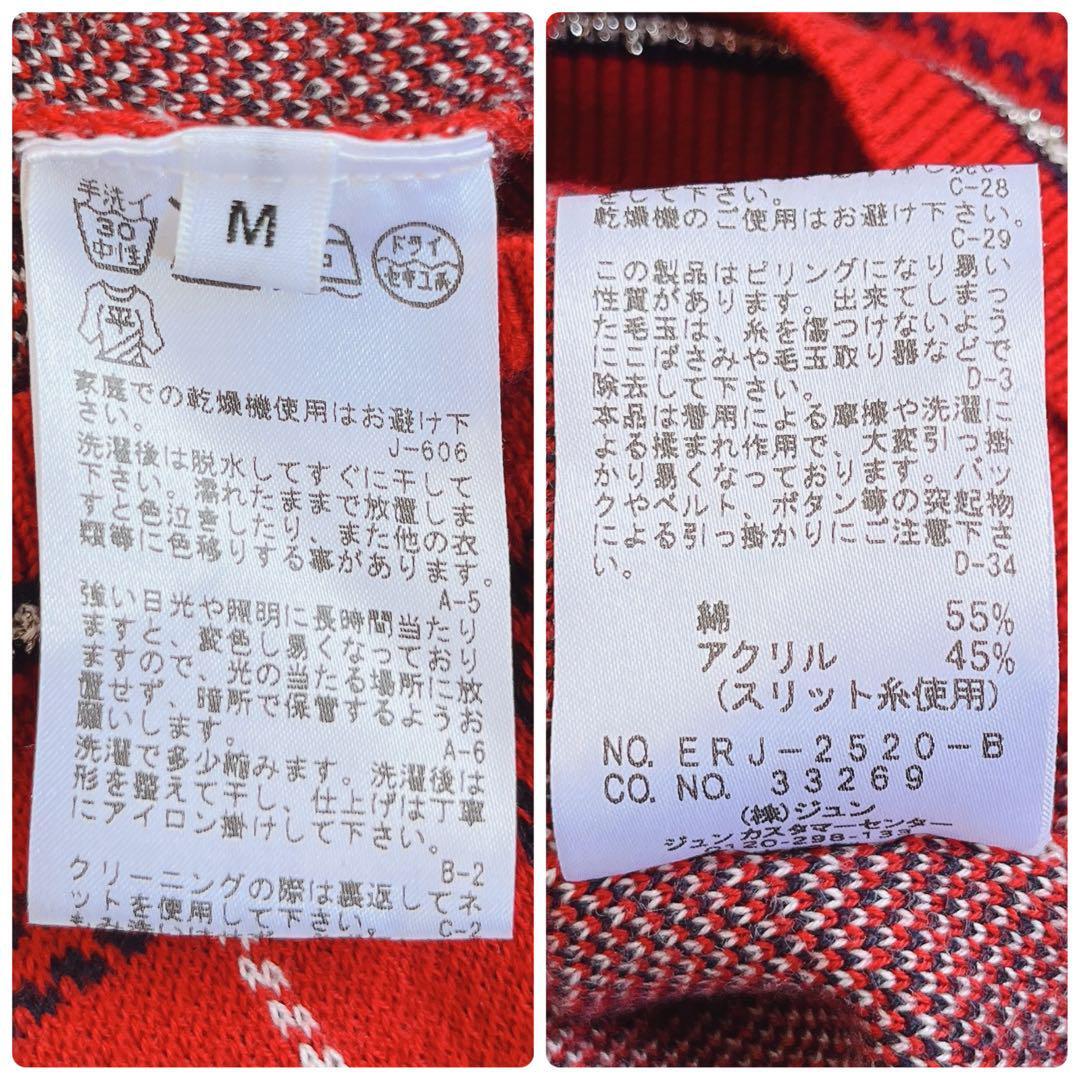 手洗イ
30
中性
M
ドライ
セキユ系
平
家庭での乾燥機使用はお避け下
さい。
J-606
洗濯後は脱水してすぐに干して
下さい。濡れたままで放置しま
すと色泣きしたり、また他の衣
類等に色移りする事があります。
A-5
強い日光や照明に長時間当たり
ますと、変色し易くなっており
ますので、光の当たる場所に放
置せず、暗所で保管するようお
願いします。
A-6
洗濯で多少縮みます。洗濯後は
形を整えて干し、仕上げは丁寧
にアイロン掛けして下さい。
B-2
クリーニングの際は裏返してネ
ットを使用して下さい。
C-2
もみ洗いは
をして下さい。
C-28
乾燥機のご使用はお避け下さい。
C-29
この製品はピリングになり易い
性質があります。出来てしまっ
た毛玉は、糸を傷つけないよう
にこばさみや毛玉取り器などで
除去して下さい。
D-3
本品は着用による摩擦や洗濯に
よる揉まれ作用で、大変引っ掛
かり易くなっております。バッ
クやベルト、ボタン等の突起物
による引っ掛かりにご注意下さ
い。
D-34
綿 55%
アクリル 45%
(スリット糸使用)
NO. ERJ-2520-B
CO. NO. 33269
(株)ジュン
ジュンカスタマーセンター
0120-298-133